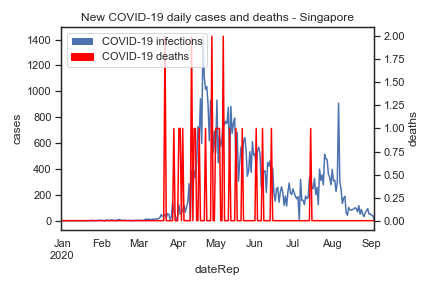 New COVID-19 daily cases and deaths - Singapore
COVID-19 infections
COVID-19 deaths
1400
1200
1000
800
600
400
200
0
cases
2.00
1.75
1.50
1.25
1.00
0.75
0.50
0.25
0.00
deaths
Jan Feb Mar Apr May Jun Jul Aug Sep
2020
dateRep